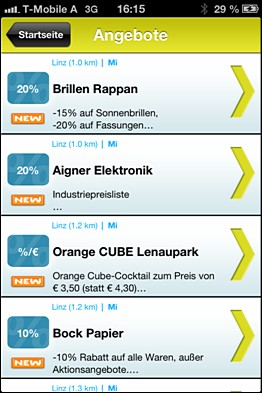 T-Mobile A 3G 16:15 29 %
Startseite Angebote
Linz (1.0 km) | Mi
20% Brillen Rappan
NEW -15% auf Sonnenbrillen,
-20% auf Fassungen…
Linz (1.0 km) | Mi
20% Aigner Elektronik
NEW Industriepreisliste
…
Linz (1.2 km) | Mi
%/€ Orange CUBE Lenaupark
NEW Orange Cube-Cocktail zum Preis von
€ 3,50 (statt € 4,30)…
Linz (1.2 km) | Mi
10% Bock Papier
NEW -10% Rabatt auf alle Waren, außer
Aktionsangebote....
Linz (1.3 km) | Mi